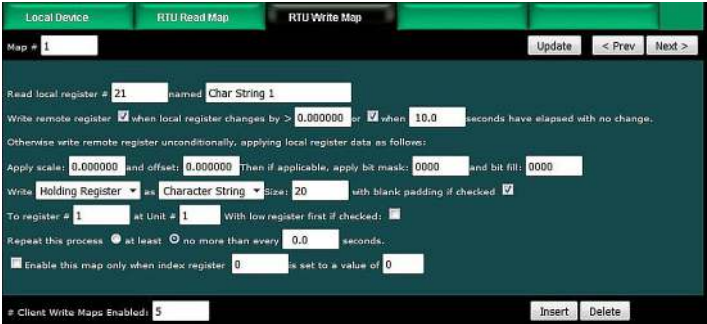 Local Device RTU Read Map RTU Write Map
Map # 1 Update < Prev Next >
Read local register # 21 named Char String 1
Write remote register when local register changes by > 0.000000 or when 10.0 seconds have elapsed with no change.
Otherwise write remote register unconditionally, applying local register data as follows:
Apply scale: 0.000000 and offset: 0.000000 Then if applicable, apply bit mask: 0000 and bit fill: 0000
Write Holding Register as Character String Size: 20 with blank padding if checked
To register # 1 at Unit # 1 With low register first if checked:
Repeat this process at least no more than every 0.0 seconds.
Enable this map only when index register 0 is set to a value of 0
# Client Write Maps Enabled: 5 Insert Delete